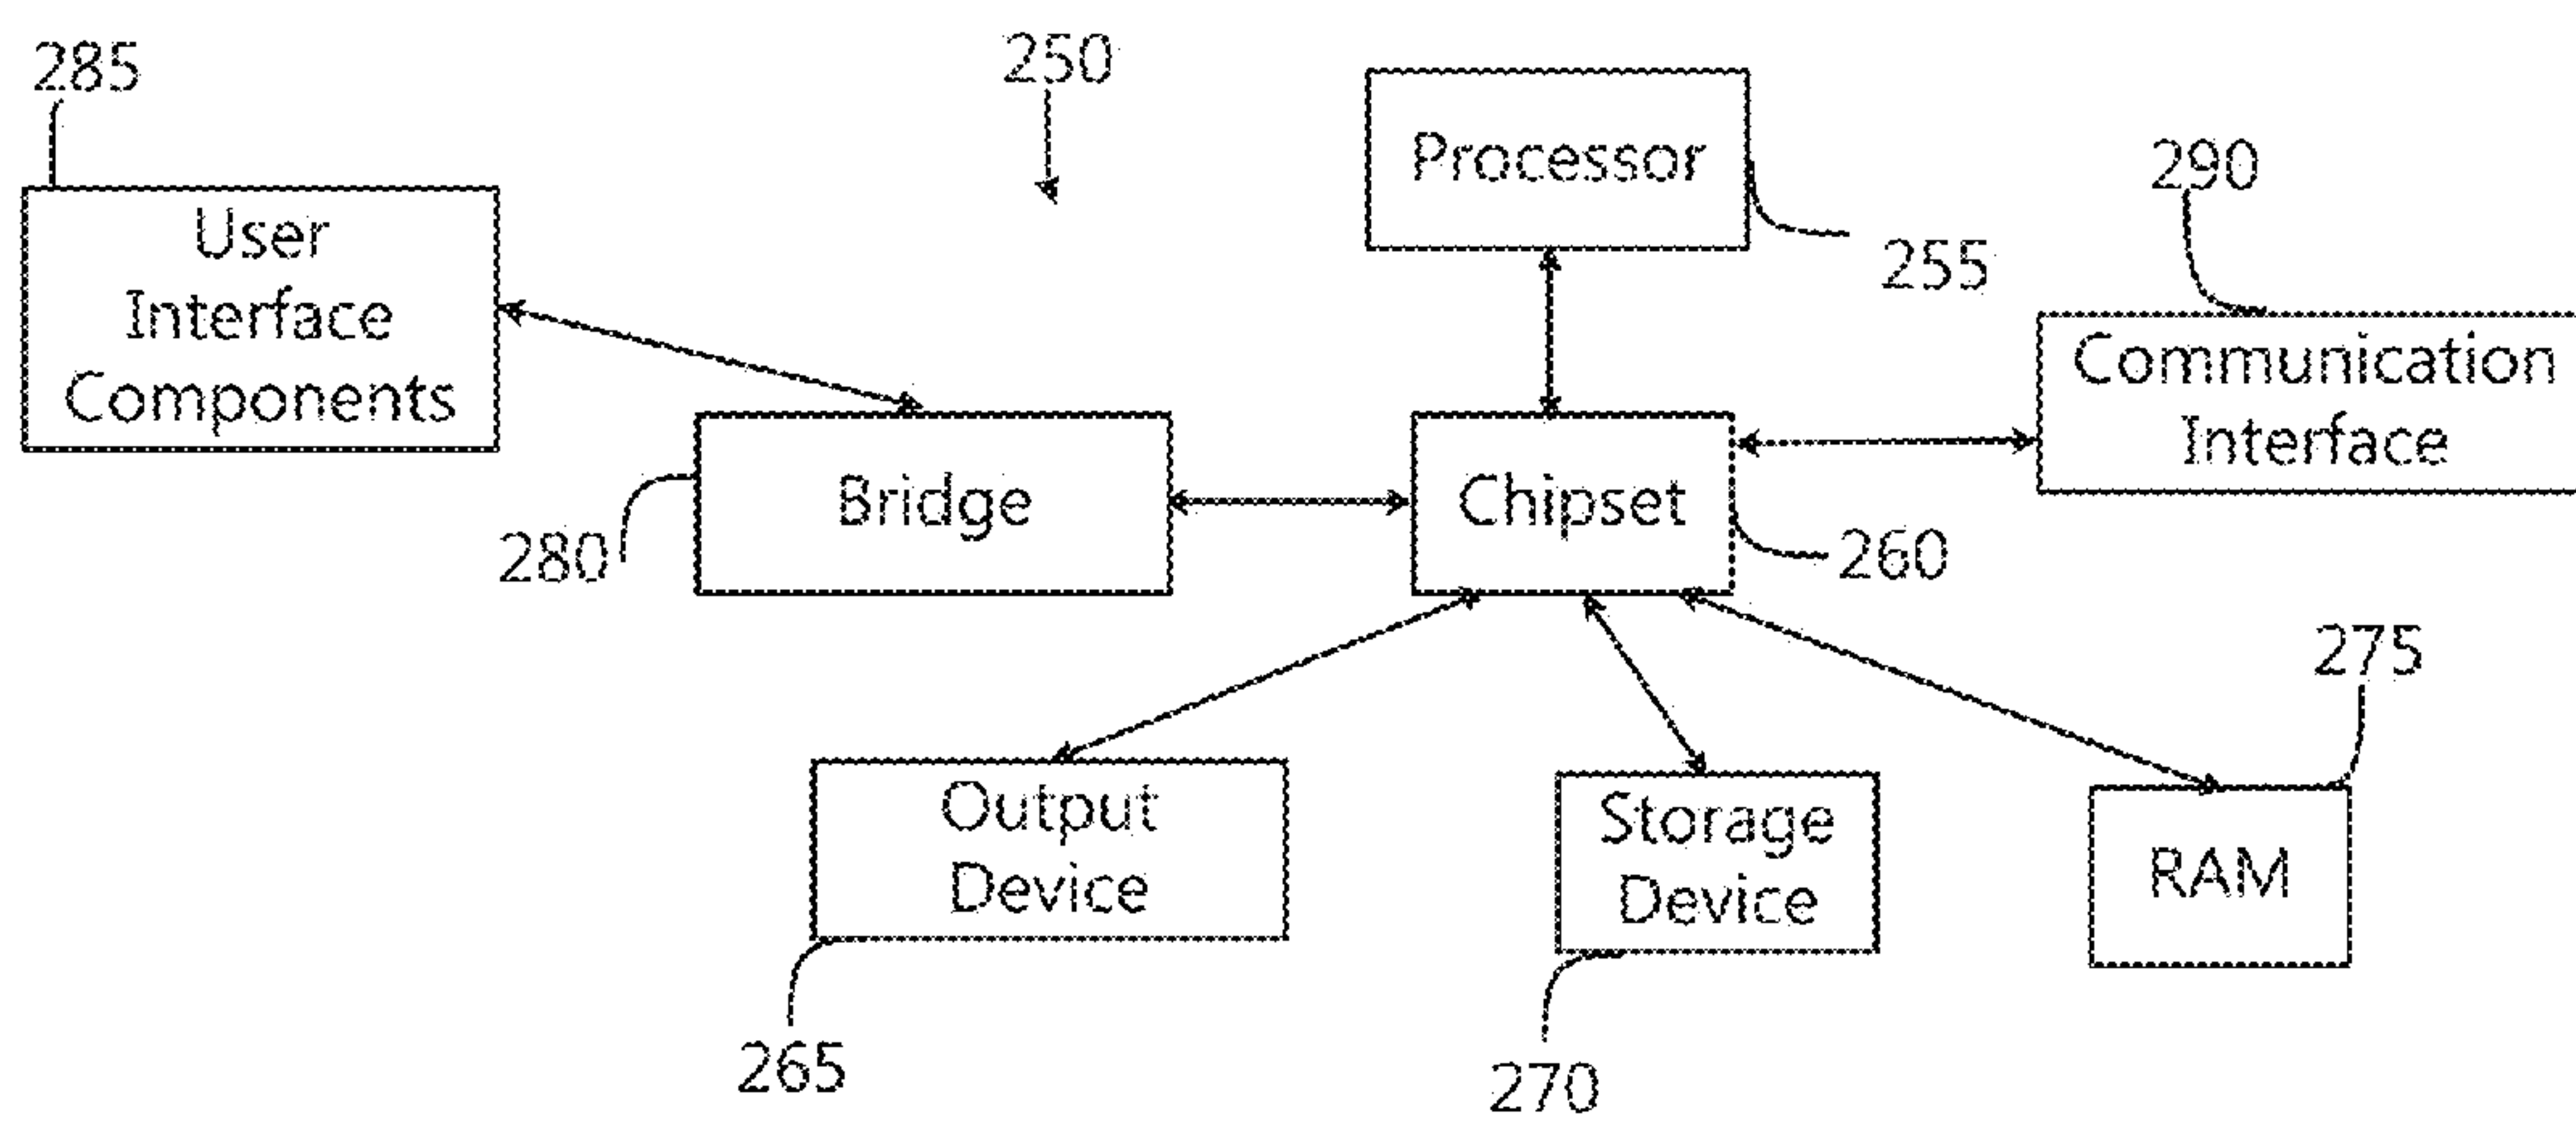 285
250
Processor
290
User
Interface
Components
255
Communication
Interface
Bridge
Chipset
280
260
275
Output
Device
Storage
Device
RAM
265
270